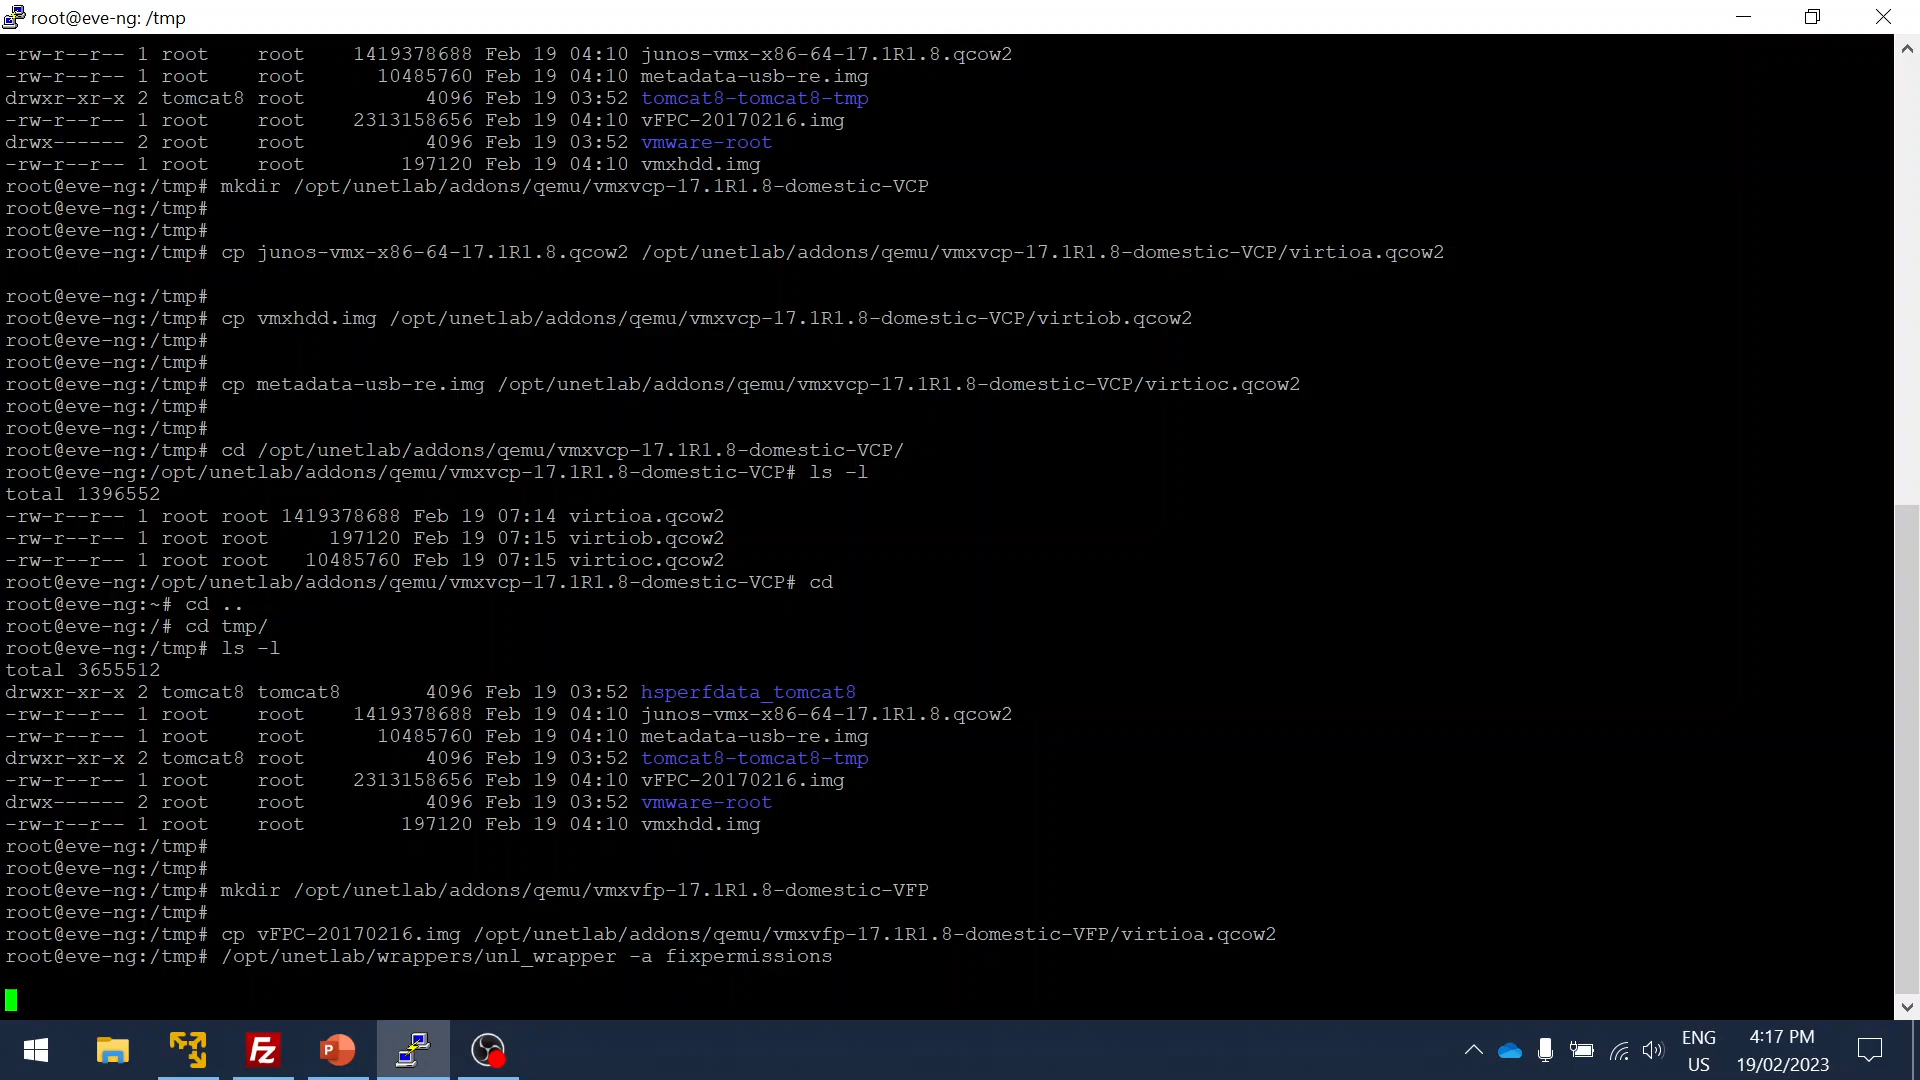 root@eve-ng: /tmp
-rw-r--r-- 1 root    root    1419378688 Feb 19 04:10 junos-vmx-x86-64-17.1R1.8.qcow2
-rw-r--r-- 1 root    root      10485760 Feb 19 04:10 metadata-usb-re.img
drwxr-xr-x 2 tomcat8 root          4096 Feb 19 03:52 tomcat8-tomcat8-tmp
-rw-r--r-- 1 root    root    2313158656 Feb 19 04:10 vFPC-20170216.img
drwx------ 2 root    root          4096 Feb 19 03:52 vmware-root
-rw-r--r-- 1 root    root        197120 Feb 19 04:10 vmxhdd.img
root@eve-ng:/tmp# mkdir /opt/unetlab/addons/qemu/vmxvcp-17.1R1.8-domestic-VCP
root@eve-ng:/tmp#
root@eve-ng:/tmp#
root@eve-ng:/tmp# cp junos-vmx-x86-64-17.1R1.8.qcow2 /opt/unetlab/addons/qemu/vmxvcp-17.1R1.8-domestic-VCP/virtioa.qcow2
root@eve-ng:/tmp#
root@eve-ng:/tmp# cp vmxhdd.img /opt/unetlab/addons/qemu/vmxvcp-17.1R1.8-domestic-VCP/virtiob.qcow2
root@eve-ng:/tmp#
root@eve-ng:/tmp#
root@eve-ng:/tmp# cp metadata-usb-re.img /opt/unetlab/addons/qemu/vmxvcp-17.1R1.8-domestic-VCP/virtioc.qcow2
root@eve-ng:/tmp#
root@eve-ng:/tmp#
root@eve-ng:/tmp# cd /opt/unetlab/addons/qemu/vmxvcp-17.1R1.8-domestic-VCP/
root@eve-ng:/opt/unetlab/addons/qemu/vmxvcp-17.1R1.8-domestic-VCP# ls -l
total 1396552
-rw-r--r-- 1 root root 1419378688 Feb 19 07:14 virtioa.qcow2
-rw-r--r-- 1 root root     197120 Feb 19 07:15 virtiob.qcow2
-rw-r--r-- 1 root root   10485760 Feb 19 07:15 virtioc.qcow2
root@eve-ng:/opt/unetlab/addons/qemu/vmxvcp-17.1R1.8-domestic-VCP# cd
root@eve-ng:~# cd ..
root@eve-ng:/# cd tmp/
root@eve-ng:/tmp# ls -l
total 3655512
drwxr-xr-x 2 tomcat8 tomcat8       4096 Feb 19 03:52 hsperfdata_tomcat8
-rw-r--r-- 1 root    root    1419378688 Feb 19 04:10 junos-vmx-x86-64-17.1R1.8.qcow2
-rw-r--r-- 1 root    root      10485760 Feb 19 04:10 metadata-usb-re.img
drwxr-xr-x 2 tomcat8 root          4096 Feb 19 03:52 tomcat8-tomcat8-tmp
-rw-r--r-- 1 root    root    2313158656 Feb 19 04:10 vFPC-20170216.img
drwx------ 2 root    root          4096 Feb 19 03:52 vmware-root
-rw-r--r-- 1 root    root        197120 Feb 19 04:10 vmxhdd.img
root@eve-ng:/tmp#
root@eve-ng:/tmp#
root@eve-ng:/tmp# mkdir /opt/unetlab/addons/qemu/vmxvfp-17.1R1.8-domestic-VFP
root@eve-ng:/tmp#
root@eve-ng:/tmp# cp vFPC-20170216.img /opt/unetlab/addons/qemu/vmxvfp-17.1R1.8-domestic-VFP/virtioa.qcow2
root@eve-ng:/tmp# /opt/unetlab/wrappers/unl_wrapper -a fixpermissions
ENG
US
4:17 PM
19/02/2023